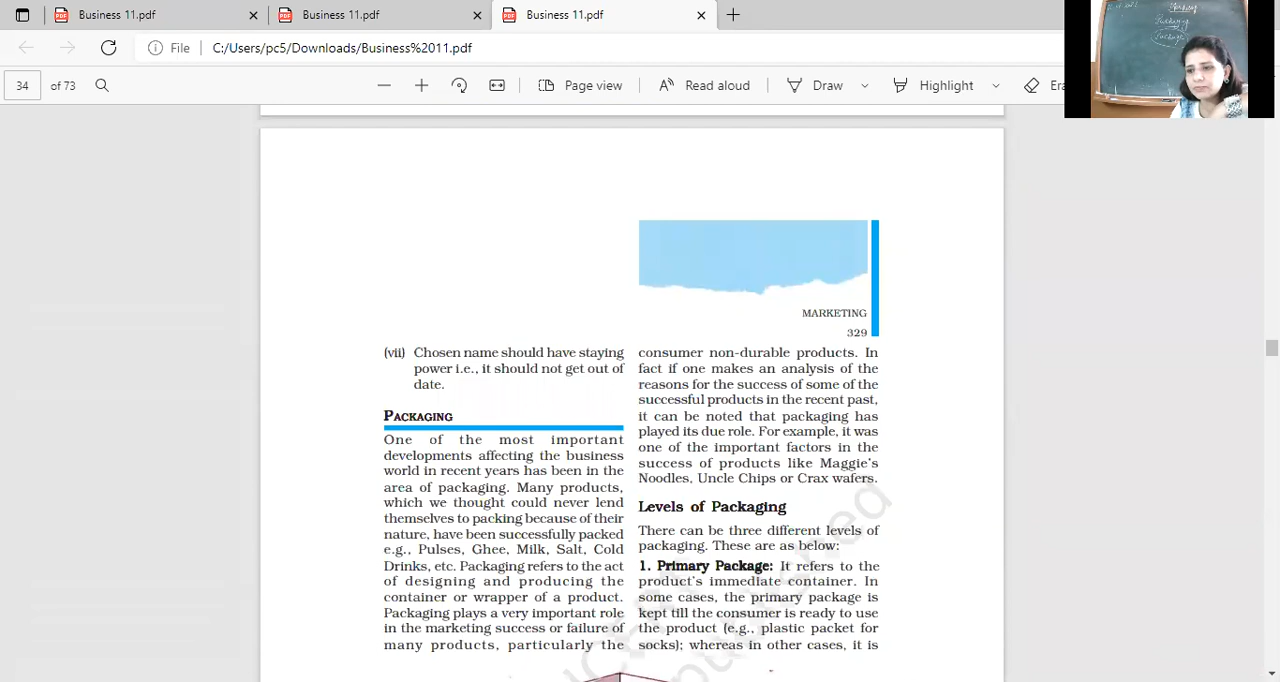 Business 11.pdf
Business 11.pdf
Business 11.pdf
File C:/Users/pc5/Downloads/Business%2011.pdf
34 of 73
Page view
Read aloud
Draw
Highlight
Era
Packaging
Package
MARKETING
329
(vii) Chosen name should have staying
power i.e., it should not get out of
date.
PACKAGING
One of the most important
developments affecting the business
world in recent years has been in the
area of packaging. Many products,
which we thought could never lend
themselves to packing because of their
nature, have been successfully packed
e.g., Pulses, Ghee, Milk, Salt, Cold
Drinks, etc. Packaging refers to the act
of designing and producing the
container or wrapper of a product.
Packaging plays a very important role
in the marketing success or failure of
many products, particularly the
consumer non-durable products. In
fact if one makes an analysis of the
reasons for the success of some of the
successful products in the recent past,
it can be noted that packaging has
played its due role. For example, it was
one of the important factors in the
success of products like Maggie's
Noodles, Uncle Chips or Crax wafers.
Levels of Packaging
There can be three different levels of
packaging. These are as below:
1. Primary Package: It refers to the
product's immediate container. In
some cases, the primary package is
kept till the consumer is ready to use
the product (e.g., plastic packet for
socks); whereas in other cases, it is